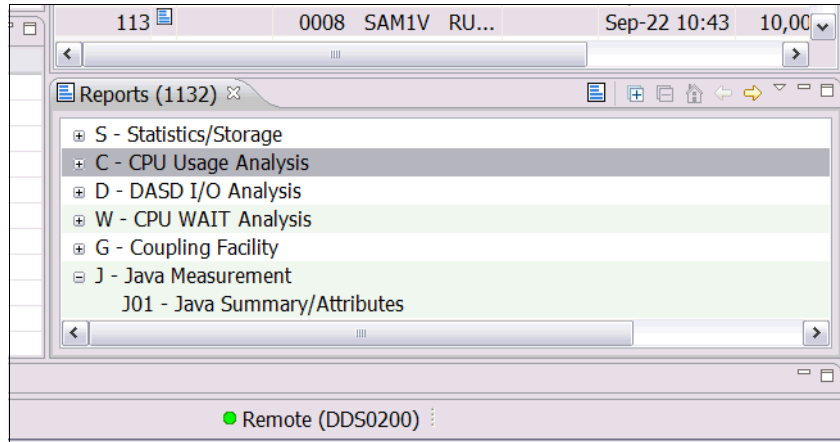 113 0008 SAM1V RU... Sep-22 10:43 10,00
Reports (1132)
S - Statistics/Storage
C - CPU Usage Analysis
D - DASD I/O Analysis
W - CPU WAIT Analysis
G - Coupling Facility
J - Java Measurement
J01 - Java Summary/Attributes
Remote (DDS0200)